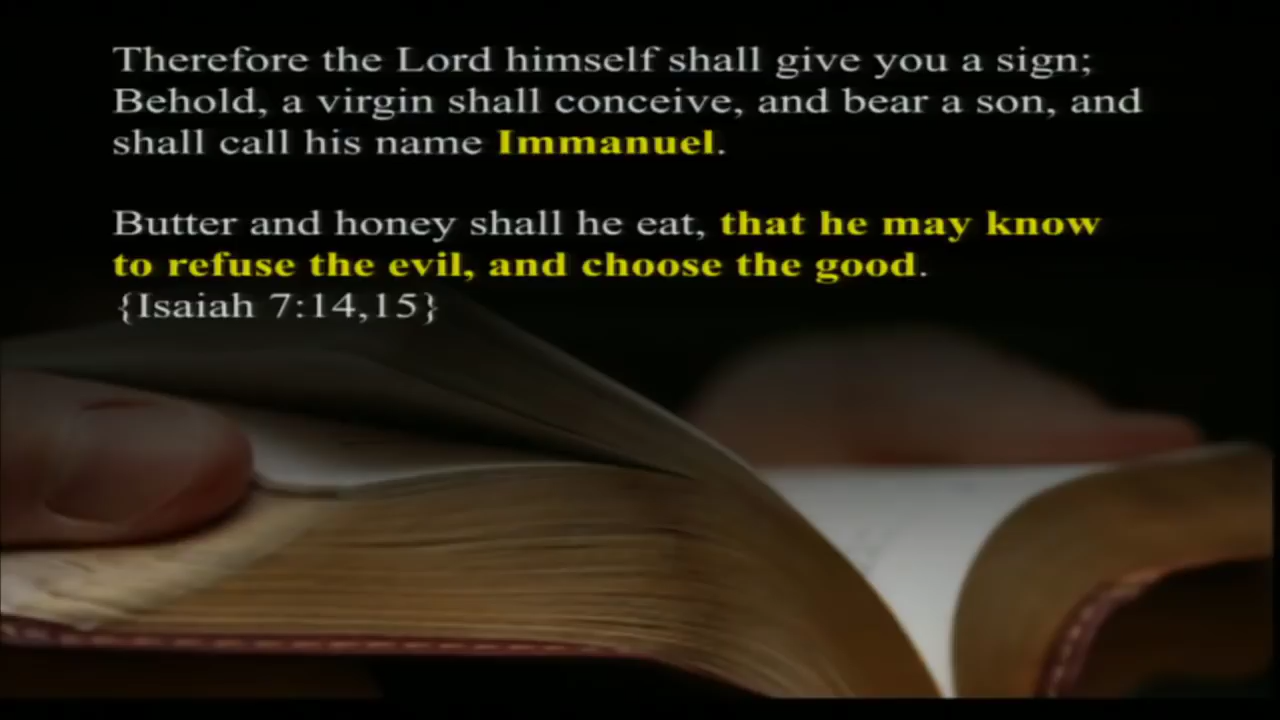 Therefore the Lord himself shall give you a sign;
Behold, a virgin shall conceive, and bear a son, and
shall call his name Immanuel.
Butter and honey shall he eat, that he may know
to refuse the evil, and choose the good.
{Isaiah 7:14,15}